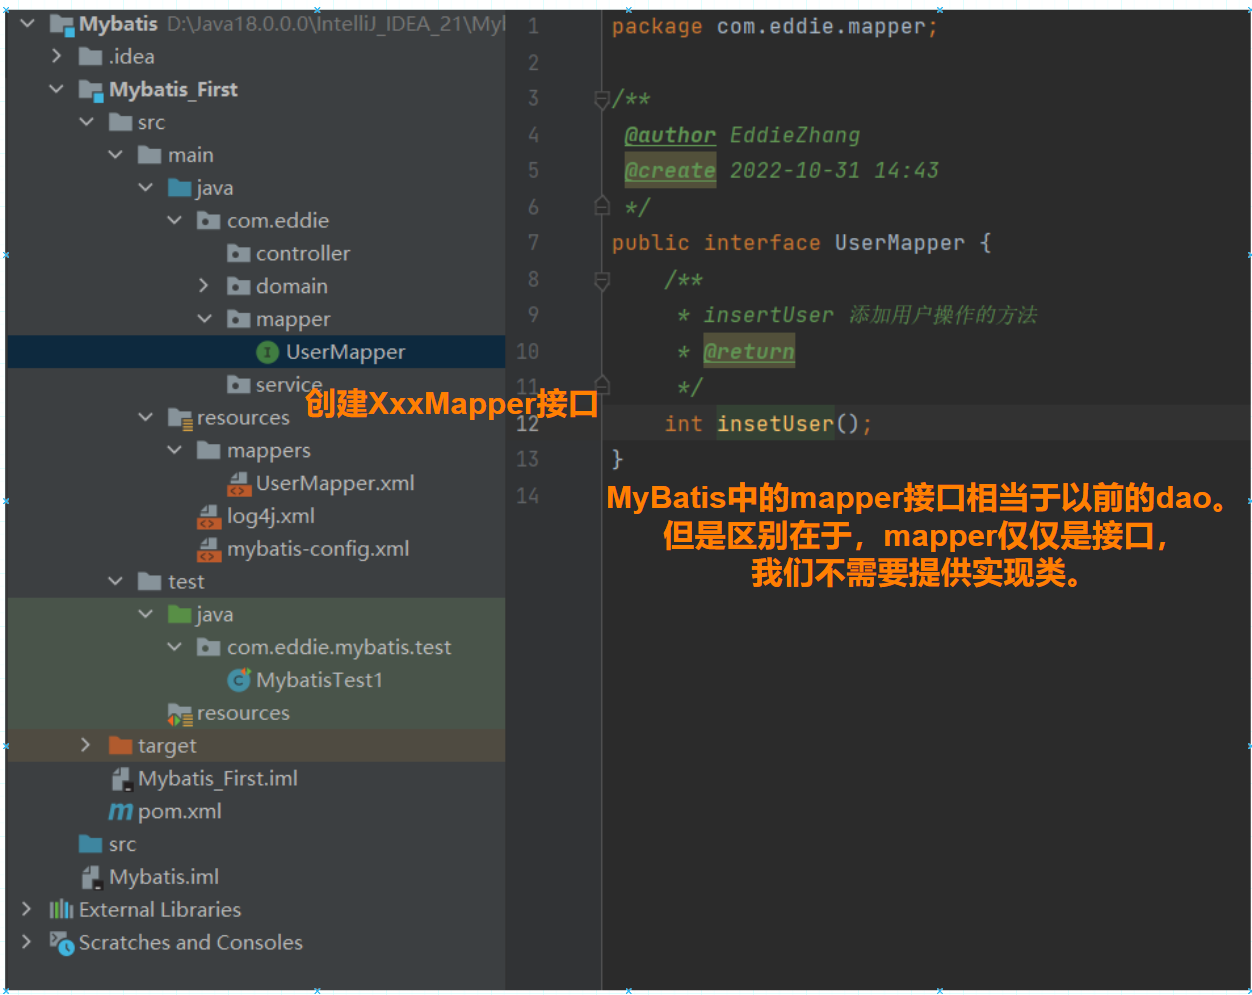 Mybatis D:\Java18.0.0.0\IntelliJ_IDEA_21\Myl
.idea
Mybatis_First
src
main
java
com.eddie
controller
domain
mapper
UserMapper
service
创建XxxMapper接口
resources
mappers
UserMapper.xml
log4j.xml
mybatis-config.xml
test
java
com.eddie.mybatis.test
MybatisTest1
resources
target
Mybatis_First.iml
pom.xml
src
Mybatis.iml
External Libraries
Scratches and Consoles
1 package com.eddie.mapper;
2
3 /**
4 @author EddieZhang
5 @create 2022-10-31 14:43
6 */
7 public interface UserMapper {
8 /**
9 * insertUser 添加用户操作的方法
10 * @return
11 */
12 int insetUser();
13 }
14
MyBatis中的mapper接口相当于以前的dao。
但是区别在于，mapper仅仅是接口，
我们不需要提供实现类。